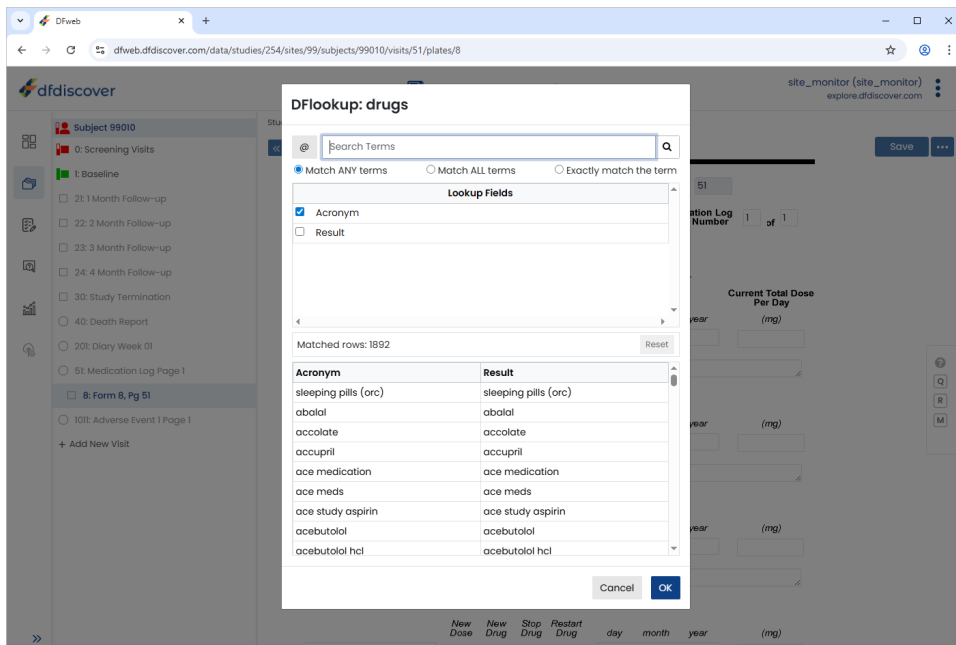 DFweb
dfweb.dfdiscover.com/data/studies/254/sites/99/subjects/99010/visits/51/plates/8
dfdiscover
site_monitor (site_monitor)
explore.dfdiscover.com
Subject 99010
0: Screening Visits
1: Baseline
21: 1 Month Follow-up
22: 2 Month Follow-up
23: 3 Month Follow-up
24: 4 Month Follow-up
30: Study Termination
40: Death Report
201: Diary Week 01
51: Medication Log Page 1
8: Form 8, Pg 51
1011: Adverse Event 1 Page 1
+ Add New Visit
Stu
DFlookup: drugs
@ Search Terms
Match ANY terms Match ALL terms Exactly match the term
Lookup Fields
Acronym
Result
Matched rows: 1892 Reset
Acronym Result
sleeping pills (orc) sleeping pills (orc)
abalal abalal
accolate accolate
accupril accupril
ace medication ace medication
ace meds ace meds
ace study aspirin ace study aspirin
acebutolol acebutolol
acebutolol hcl acebutolol hcl
Cancel OK
Save
51
ation Log
Number 1 of 1
Current Total Dose
Per Day
year (mg)
year (mg)
year (mg)
New New Stop Restart
Dose Drug Drug Drug day month year (mg)
Q
R
M